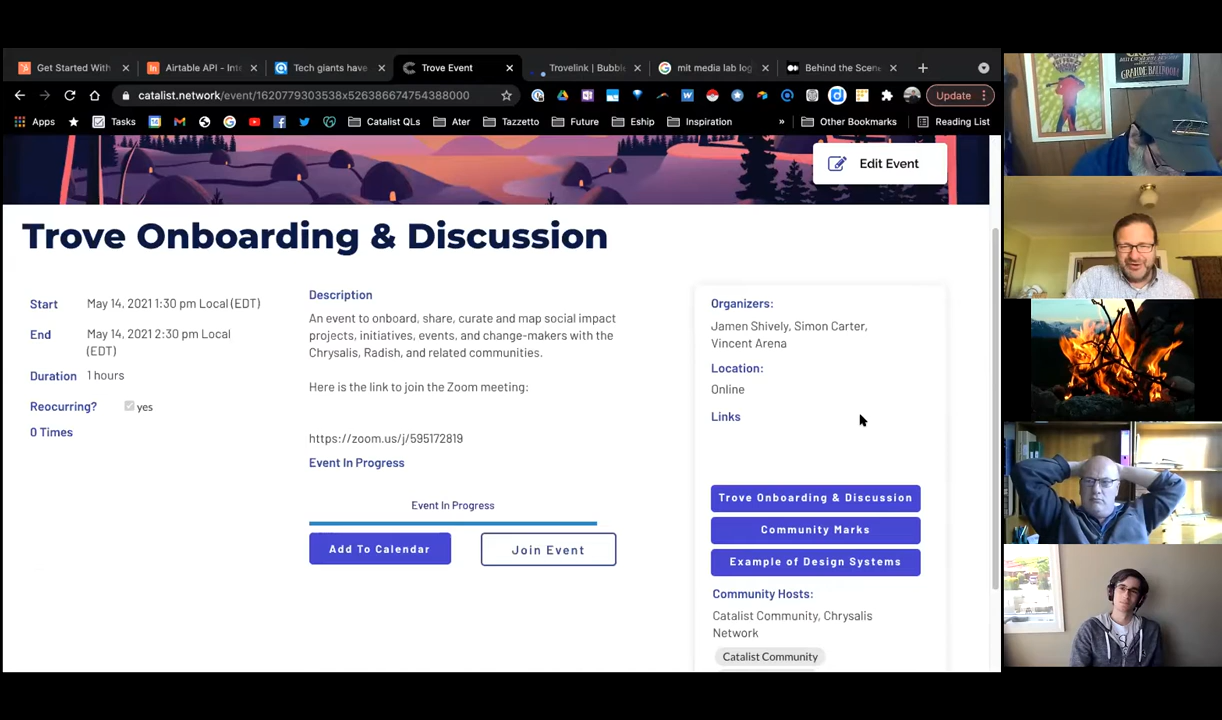 Get Started With
Airtable API - Inte
Tech giants have
Trove Event
Trovelink | Bubble
mit media lab log
Behind the Scene
catalist.network/event/1620779303538x526386674754388000
Update
Apps
Tasks
Catalist QLs
Ater
Tazzetto
Future
Eship
Inspiration
»
Other Bookmarks
Reading List
Edit Event
Trove Onboarding & Discussion
Start
May 14, 2021 1:30 pm Local (EDT)
End
May 14, 2021 2:30 pm Local
(EDT)
Duration
1 hours
Reocurring?
yes
0 Times
Description
An event to onboard, share, curate and map social impact
projects, initiatives, events, and change-makers with the
Chrysalis, Radish, and related communities.
Here is the link to join the Zoom meeting:
https://zoom.us/j/595172819
Event In Progress
Event In Progress
Add To Calendar
Join Event
Organizers:
Jamen Shively, Simon Carter,
Vincent Arena
Location:
Online
Links
Trove Onboarding & Discussion
Community Marks
Example of Design Systems
Community Hosts:
Catalist Community, Chrysalis
Network
Catalist Community
GRANDE BALLROOM